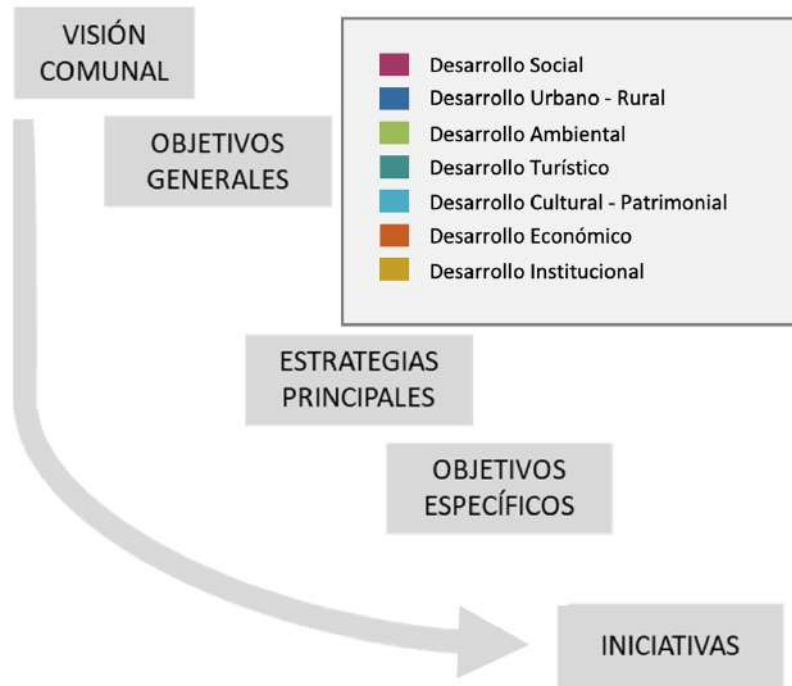 VISIÓN
COMUNAL
OBJETIVOS
GENERALES
Desarrollo Social
Desarrollo Urbano - Rural
Desarrollo Ambiental
Desarrollo Turístico
Desarrollo Cultural - Patrimonial
Desarrollo Económico
Desarrollo Institucional
ESTRATEGIAS
PRINCIPALES
OBJETIVOS
ESPECÍFICOS
INICIATIVAS